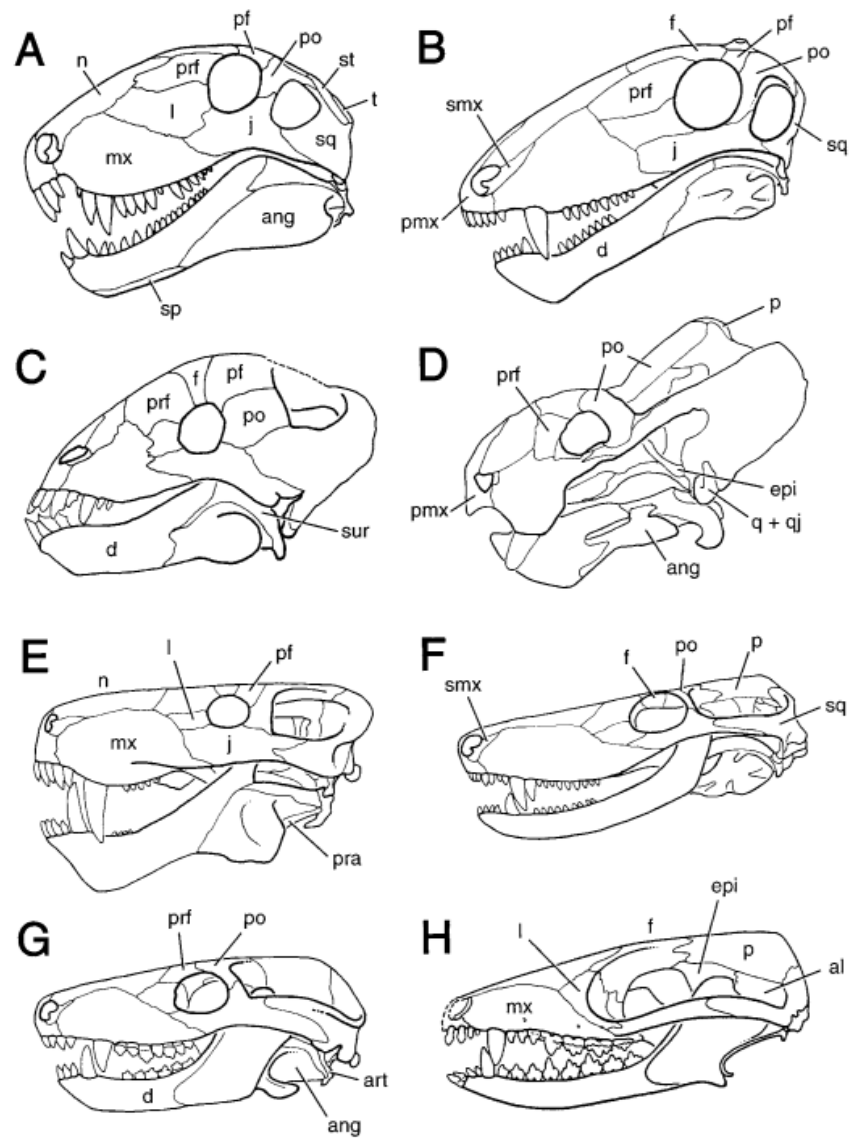 A
n
pf
po
prf
st
t
l
j
sq
mx
ang
sp
B
f
pf
po
prf
smx
sq
j
pmx
d
C
f
pf
prf
po
sur
d
D
p
po
prf
pmx
epi
q + qj
ang
E
n
l
pf
mx
j
pra
F
smx
f
po
p
sq
G
prf
po
d
art
ang
H
l
f
epi
p
al
mx